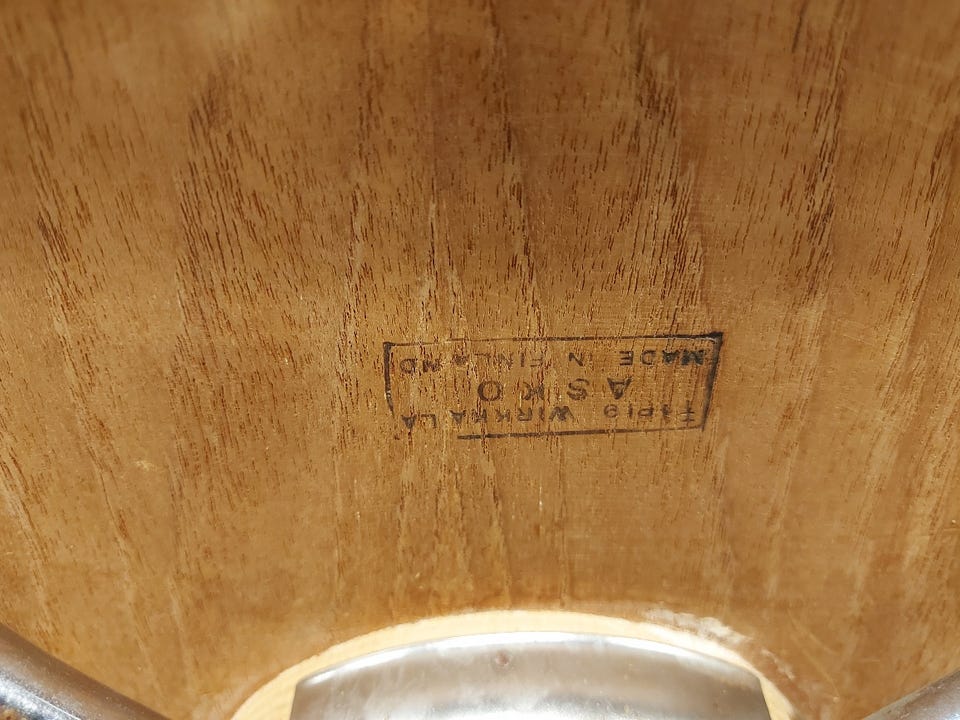 TAPIO WIRKKALA
ASKO
MADE IN FINLAND